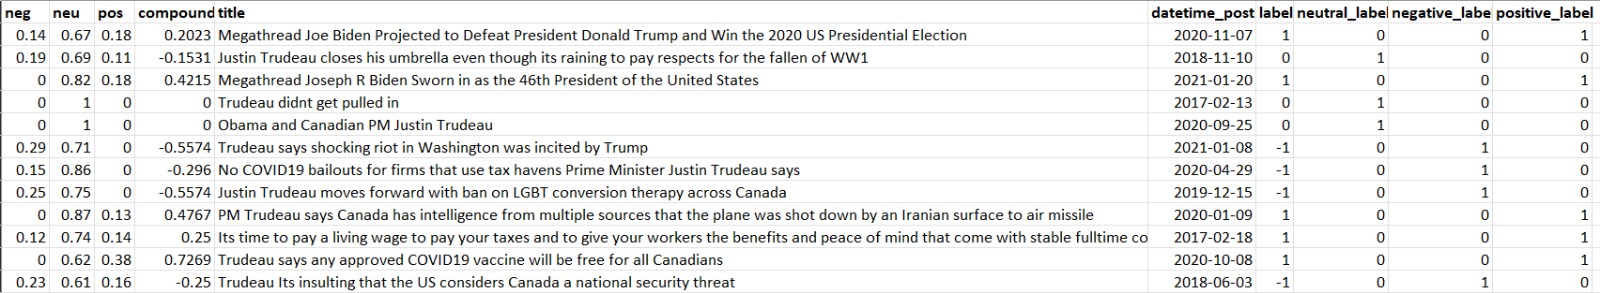 neg neu pos compound title datetime_post label neutral_label negative_labe positive_label
0.14 0.67 0.18 0.2023 Megathread Joe Biden Projected to Defeat President Donald Trump and Win the 2020 US Presidential Election 2020-11-07 1 0 0 1
0.19 0.69 0.11 -0.1531 Justin Trudeau closes his umbrella even though its raining to pay respects for the fallen of WW1 2018-11-10 0 1 0 0
0 0.82 0.18 0.4215 Megathread Joseph R Biden Sworn in as the 46th President of the United States 2021-01-20 1 0 0 1
0 1 0 0 Trudeau didnt get pulled in 2017-02-13 0 1 0 0
0 1 0 0 Obama and Canadian PM Justin Trudeau 2020-09-25 0 1 0 0
0.29 0.71 0 -0.5574 Trudeau says shocking riot in Washington was incited by Trump 2021-01-08 -1 0 1 0
0.15 0.86 0 -0.296 No COVID19 bailouts for firms that use tax havens Prime Minister Justin Trudeau says 2020-04-29 -1 0 1 0
0.25 0.75 0 -0.5574 Justin Trudeau moves forward with ban on LGBT conversion therapy across Canada 2019-12-15 -1 0 1 0
0 0.87 0.13 0.4767 PM Trudeau says Canada has intelligence from multiple sources that the plane was shot down by an Iranian surface to air missile 2020-01-09 1 0 0 1
0.12 0.74 0.14 0.25 Its time to pay a living wage to pay your taxes and to give your workers the benefits and peace of mind that come with stable fulltime co 2017-02-18 1 0 0 1
0 0.62 0.38 0.7269 Trudeau says any approved COVID19 vaccine will be free for all Canadians 2020-10-08 1 0 0 1
0.23 0.61 0.16 -0.25 Trudeau Its insulting that the US considers Canada a national security threat 2018-06-03 -1 0 1 0